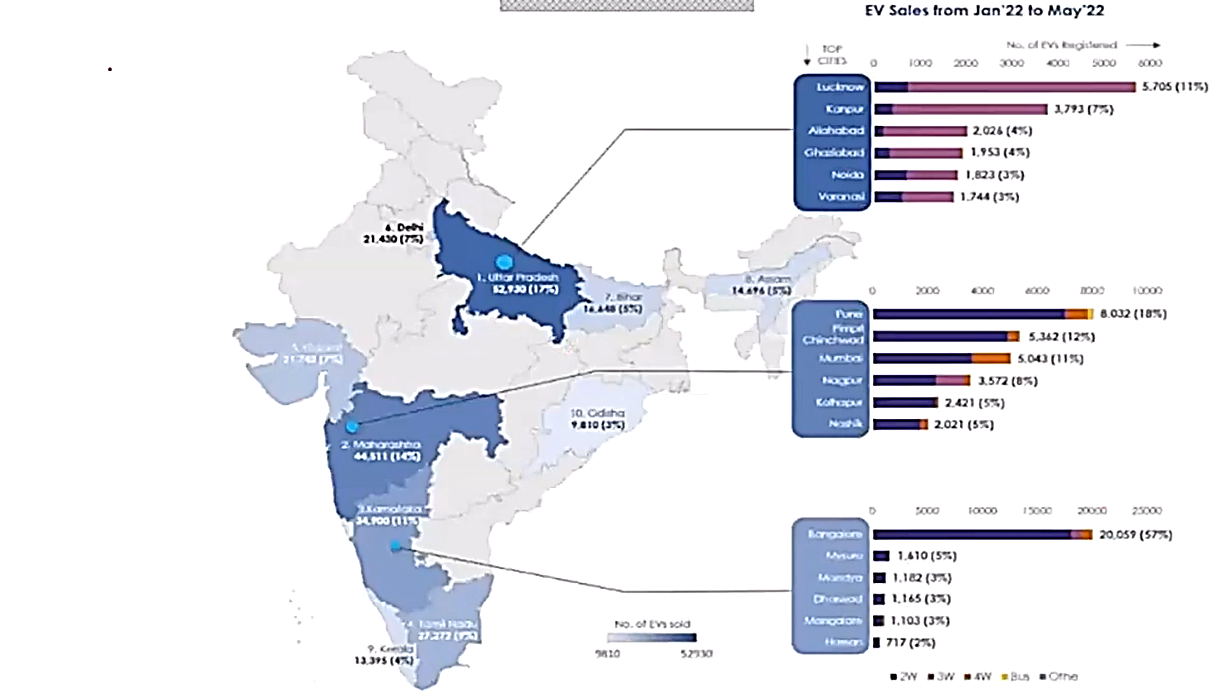 EV Sales from Jan'22 to May'22
TOP
CITIES
No. of EVs Registered
0 1000 2000 3000 4000 5000 6000
Lucknow 5,705 (11%)
Kanpur 3,793 (7%)
Allahabad 2,026 (4%)
Ghaziabad 1,953 (4%)
Noida 1,823 (3%)
Varanasi 1,744 (3%)
6. Delhi
21,430 (7%)
1. Uttar Pradesh
52,930 (17%)
7. Bihar
16,648 (5%)
8. Assam
14,696 (5%)
5. Gujarat
(7%)
10. Odisha
9,810 (3%)
2. Maharashtra
44,511 (14%)
3.Karnataka
34,900 (11%)
4. Tamil Nadu
27,272 (9%)
9. Kerala
13,395 (4%)
0 2000 4000 6000 8000 10000
Pune 8,032 (18%)
Pimpri
Chinchwad 5,362 (12%)
Mumbai 5,043 (11%)
Nagpur 3,572 (8%)
Kolhapur 2,421 (5%)
Nashik 2,021 (5%)
0 5000 10000 15000 20000 25000
Bangalore 20,059 (57%)
Mysuru 1,610 (5%)
Mandya 1,182 (3%)
Dharwad 1,165 (3%)
Mangalore 1,103 (3%)
Hassan 717 (2%)
No. of EVs sold
9810 52930
2W 3W 4W Bus Othe